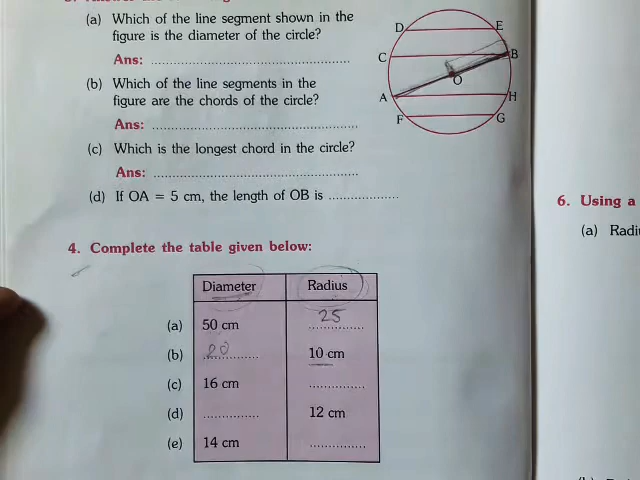 (a) Which of the line segment shown in the
figure is the diameter of the circle?
Ans: ..................................................
(b) Which of the line segments in the
figure are the chords of the circle?
Ans: ..................................................
(c) Which is the longest chord in the circle?
Ans: ..................................................
(d) If OA = 5 cm, the length of OB is ..................
D E
C B
O
A H
F G
4. Complete the table given below:
Diameter Radius
(a) 50 cm 25
(b) 20 10 cm
(c) 16 cm ..............
(d) .............. 12 cm
(e) 14 cm ..............
6. Using a
(a)